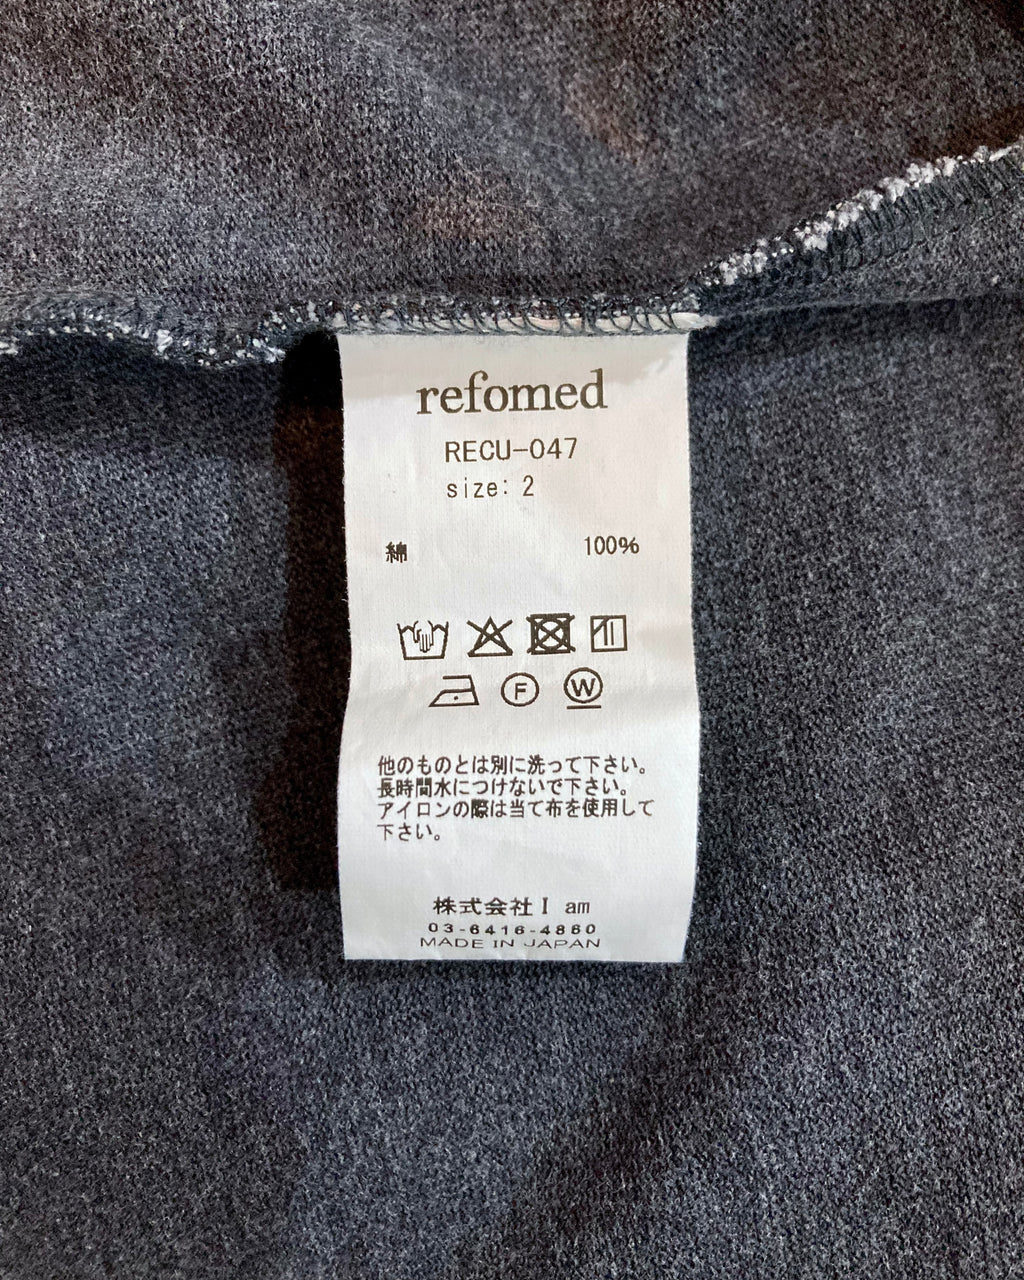 refomed
RECU-047
size: 2
綿 100%
F W
他のものとは別に洗って下さい。
長時間水につけないで下さい。
アイロンの際は当て布を使用して
下さい。
株式会社 I am
03-6416-4860
MADE IN JAPAN